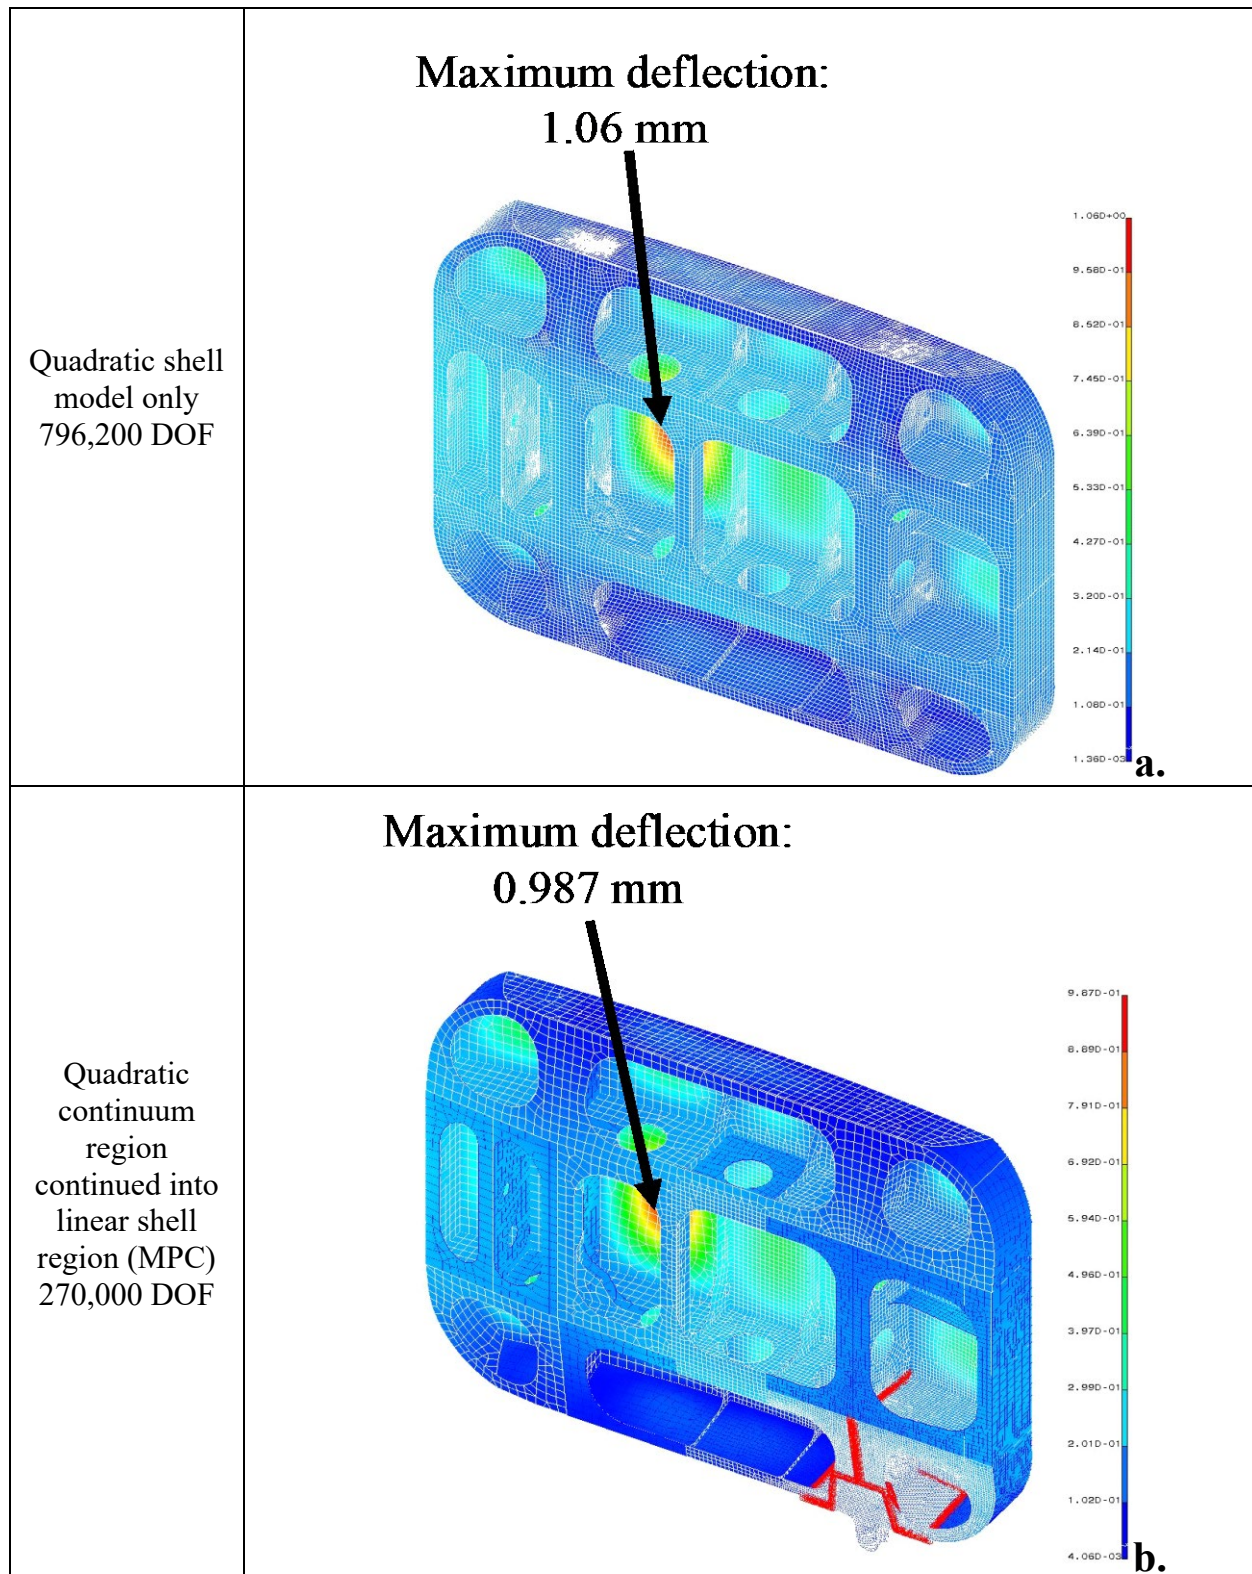 Quadratic shell
model only
796,200 DOF
Maximum deflection:
1.06 mm
1.06D+00
9.58D-01
8.52D-01
7.45D-01
6.39D-01
5.33D-01
4.27D-01
3.20D-01
2.14D-01
1.08D-01
1.36D-03
a.
Quadratic
continuum
region
continued into
linear shell
region (MPC)
270,000 DOF
Maximum deflection:
0.987 mm
9.87D-01
8.89D-01
7.91D-01
6.92D-01
5.94D-01
4.96D-01
3.97D-01
2.99D-01
2.01D-01
1.02D-01
4.06D-03
b.